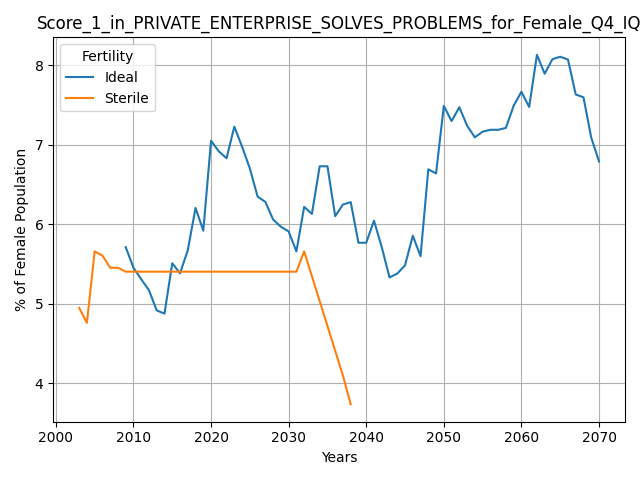 Score_1_in_PRIVATE_ENTERPRISE_SOLVES_PROBLEMS_for_Female_Q4_IQ
Fertility
Ideal
Sterile
% of Female Population
8
7
6
5
4
2000 2010 2020 2030 2040 2050 2060 2070
Years